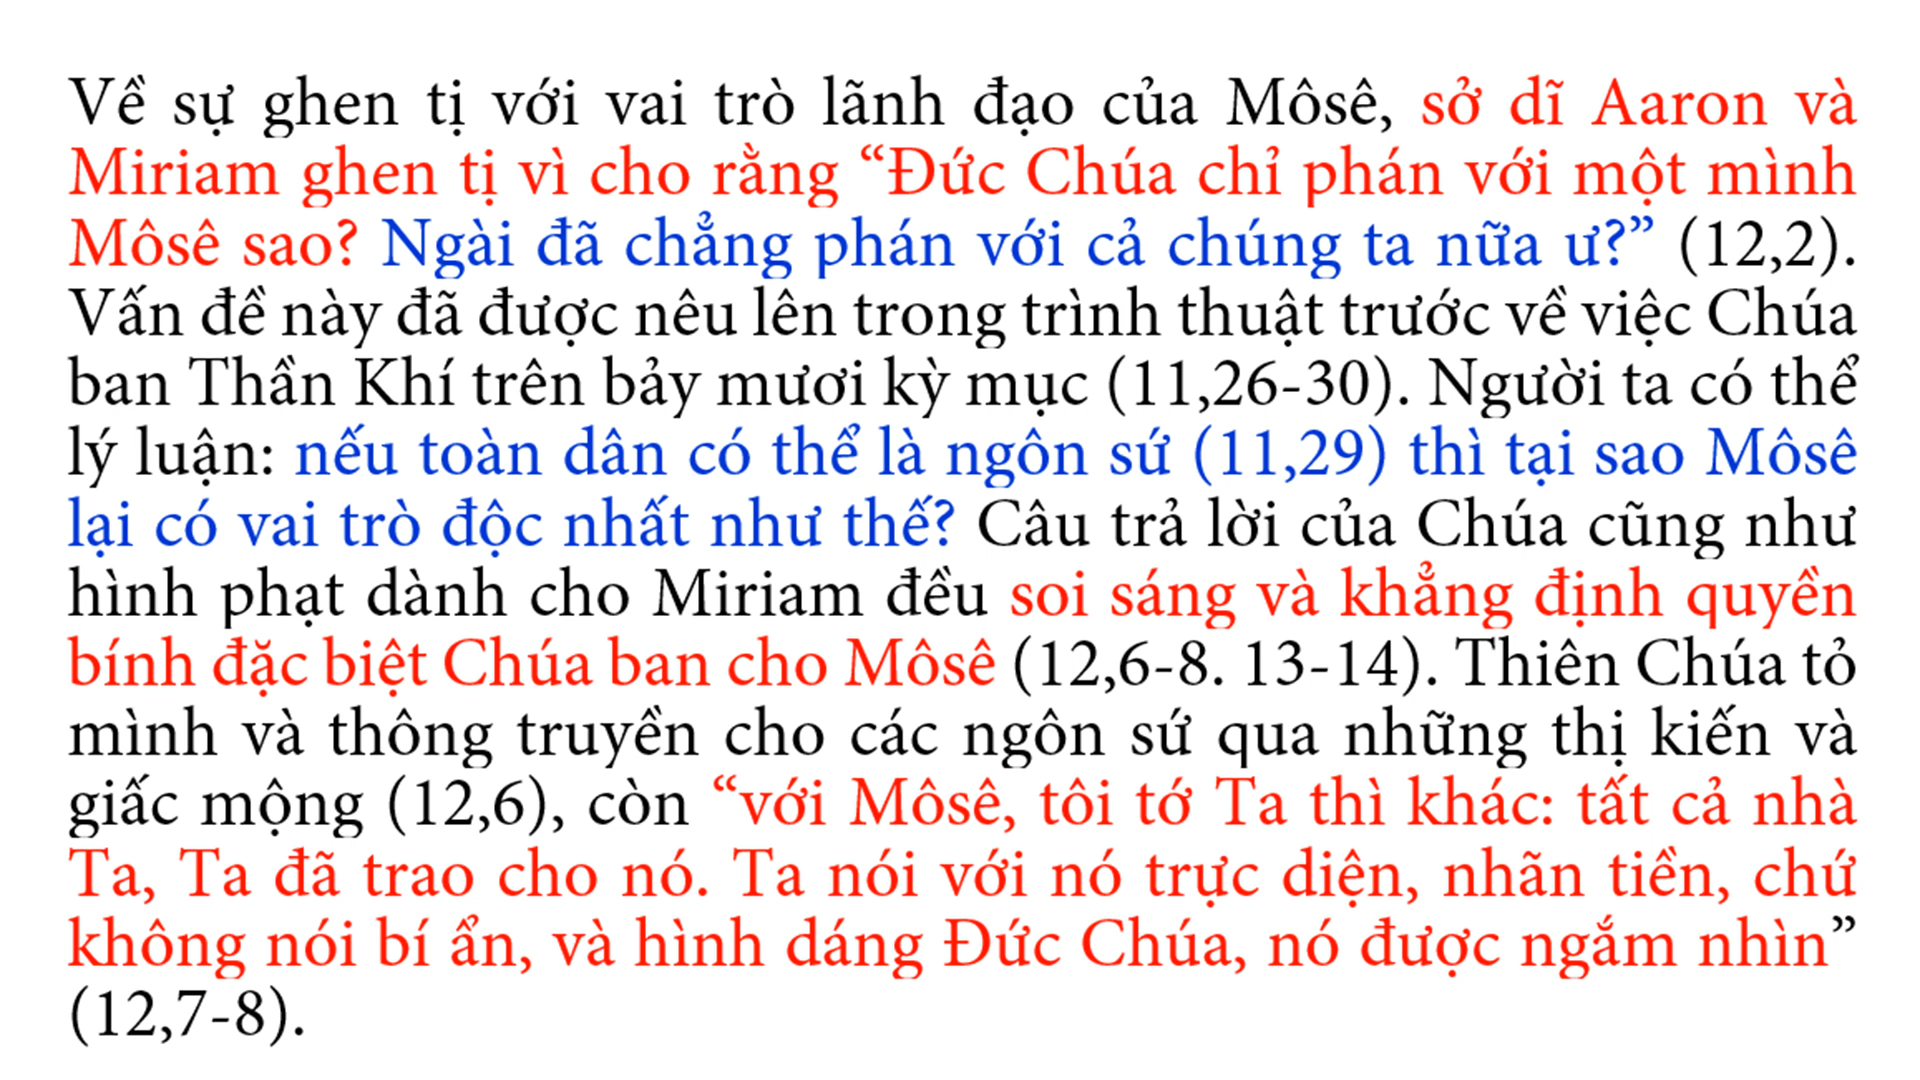 Về sự ghen tị với vai trò lãnh đạo của Môsê, sở dĩ Aaron và
Miriam ghen tị vì cho rằng “Đức Chúa chỉ phán với một mình
Môsê sao? Ngài đã chẳng phán với cả chúng ta nữa ư?” (12,2).
Vấn đề này đã được nêu lên trong trình thuật trước về việc Chúa
ban Thần Khí trên bảy mươi kỳ mục (11,26-30). Người ta có thể
lý luận: nếu toàn dân có thể là ngôn sứ (11,29) thì tại sao Môsê
lại có vai trò độc nhất như thế? Câu trả lời của Chúa cũng như
hình phạt dành cho Miriam đều soi sáng và khẳng định quyền
bính đặc biệt Chúa ban cho Môsê (12,6-8. 13-14). Thiên Chúa tỏ
mình và thông truyền cho các ngôn sứ qua những thị kiến và
giấc mộng (12,6), còn “với Môsê, tôi tớ Ta thì khác: tất cả nhà
Ta, Ta đã trao cho nó. Ta nói với nó trực diện, nhãn tiền, chứ
không nói bí ẩn, và hình dáng Đức Chúa, nó được ngắm nhìn”
(12,7-8).